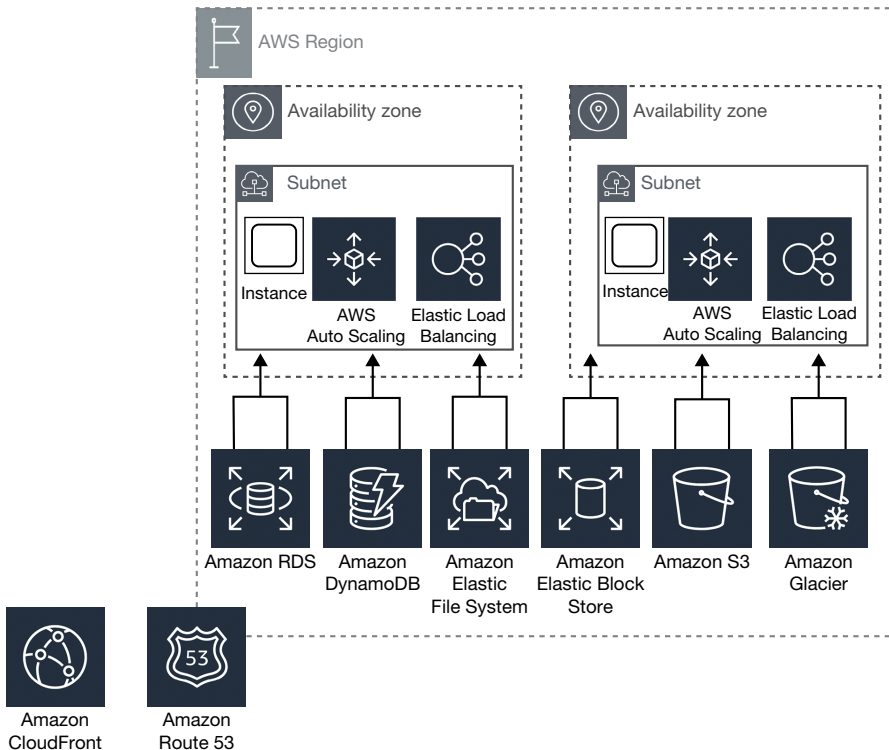 AWS Region
Availability zone
Availability zone
Subnet
Subnet
Instance
AWS
Auto Scaling
Elastic Load
Balancing
Instance
AWS
Auto Scaling
Elastic Load
Balancing
Amazon RDS
Amazon
DynamoDB
Amazon
Elastic
File System
Amazon
Elastic Block
Store
Amazon S3
Amazon
Glacier
Amazon
CloudFront
53
Amazon
Route 53